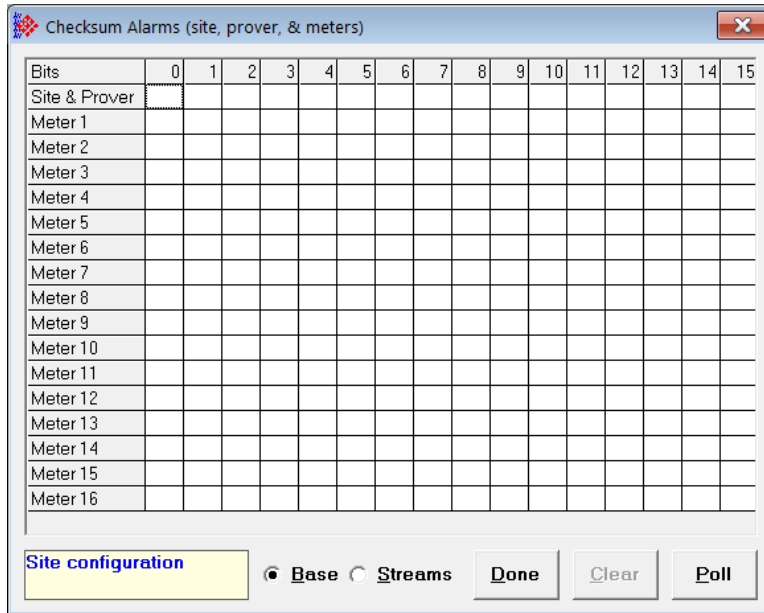 Checksum Alarms (site, prover, & meters)
Bits 0 1 2 3 4 5 6 7 8 9 10 11 12 13 14 15
Site & Prover
Meter 1
Meter 2
Meter 3
Meter 4
Meter 5
Meter 6
Meter 7
Meter 8
Meter 9
Meter 10
Meter 11
Meter 12
Meter 13
Meter 14
Meter 15
Meter 16
Site configuration Base Streams Done Clear Poll